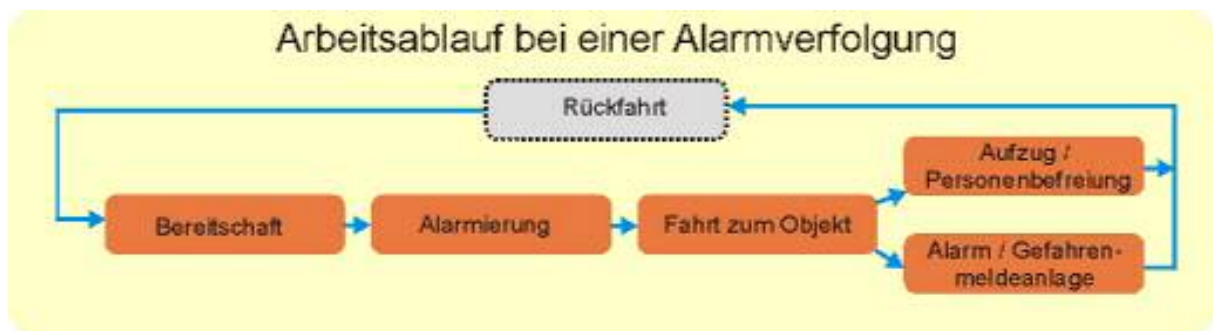 Arbeitsablauf bei einer Alarmverfolgung
Rückfahrt
Bereitschaft
Alarmierung
Fahrt zum Objekt
Aufzug /
Personenbefreiung
Alarm / Gefahren-
meldeanlage